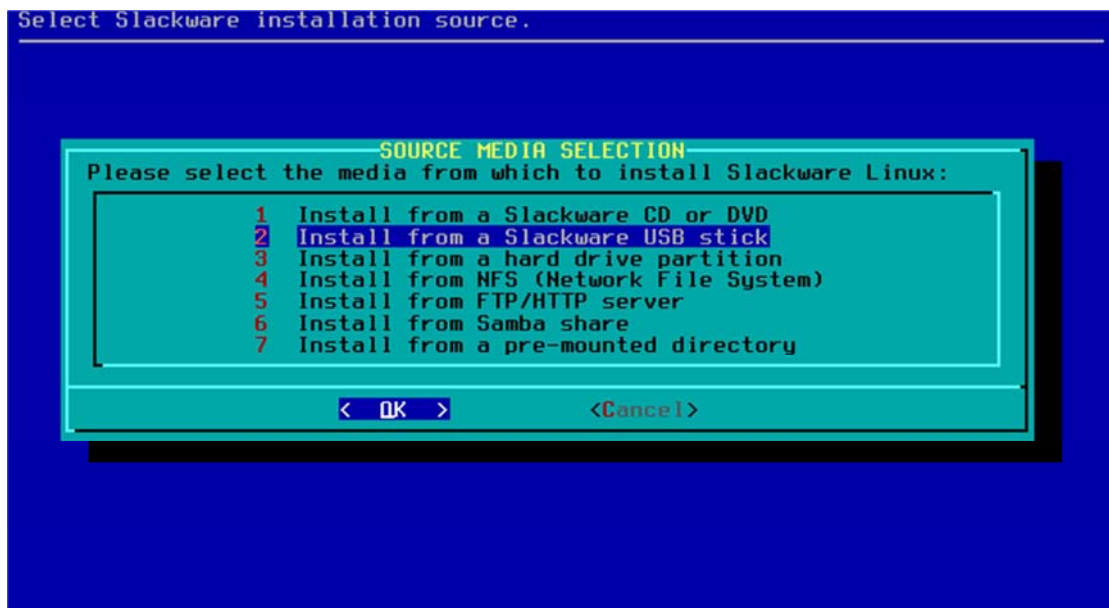 Select Slackware installation source.
SOURCE MEDIA SELECTION
Please select the media from which to install Slackware Linux:
1 Install from a Slackware CD or DVD
2 Install from a Slackware USB stick
3 Install from a hard drive partition
4 Install from NFS (Network File System)
5 Install from FTP/HTTP server
6 Install from Samba share
7 Install from a pre-mounted directory
< OK > <Cancel>